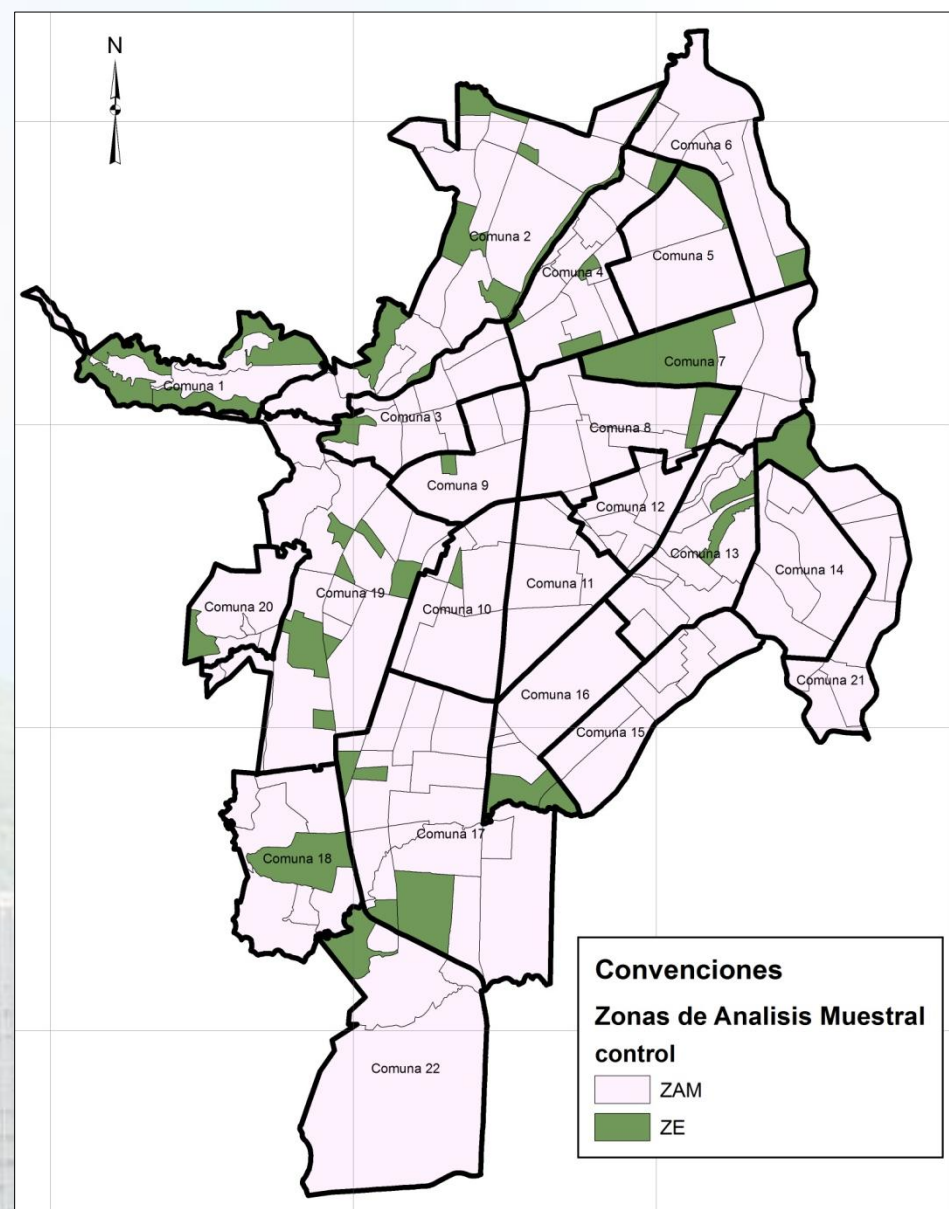 N
Comuna 6
Comuna 2
Comuna 5
Comuna 4
Comuna 7
Comuna 1
Comuna 3
Comuna 8
Comuna 9
Comuna 12
Comuna 13
Comuna 14
Comuna 11
Comuna 19
Comuna 10
Comuna 20
Comuna 21
Comuna 16
Comuna 15
Comuna 17
Comuna 18
Comuna 22
Convenciones
Zonas de Analisis Muestral
control
ZAM
ZE